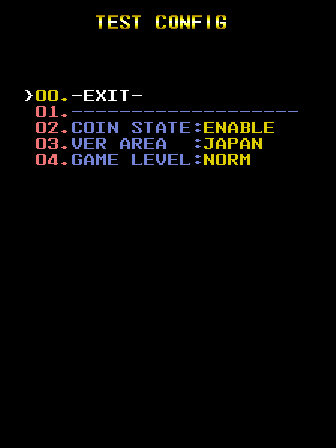 TEST CONFIG
>00.-EXIT-
01.-------------------
02.COIN STATE:ENABLE
03.VER AREA  :JAPAN
04.GAME LEVEL:NORM